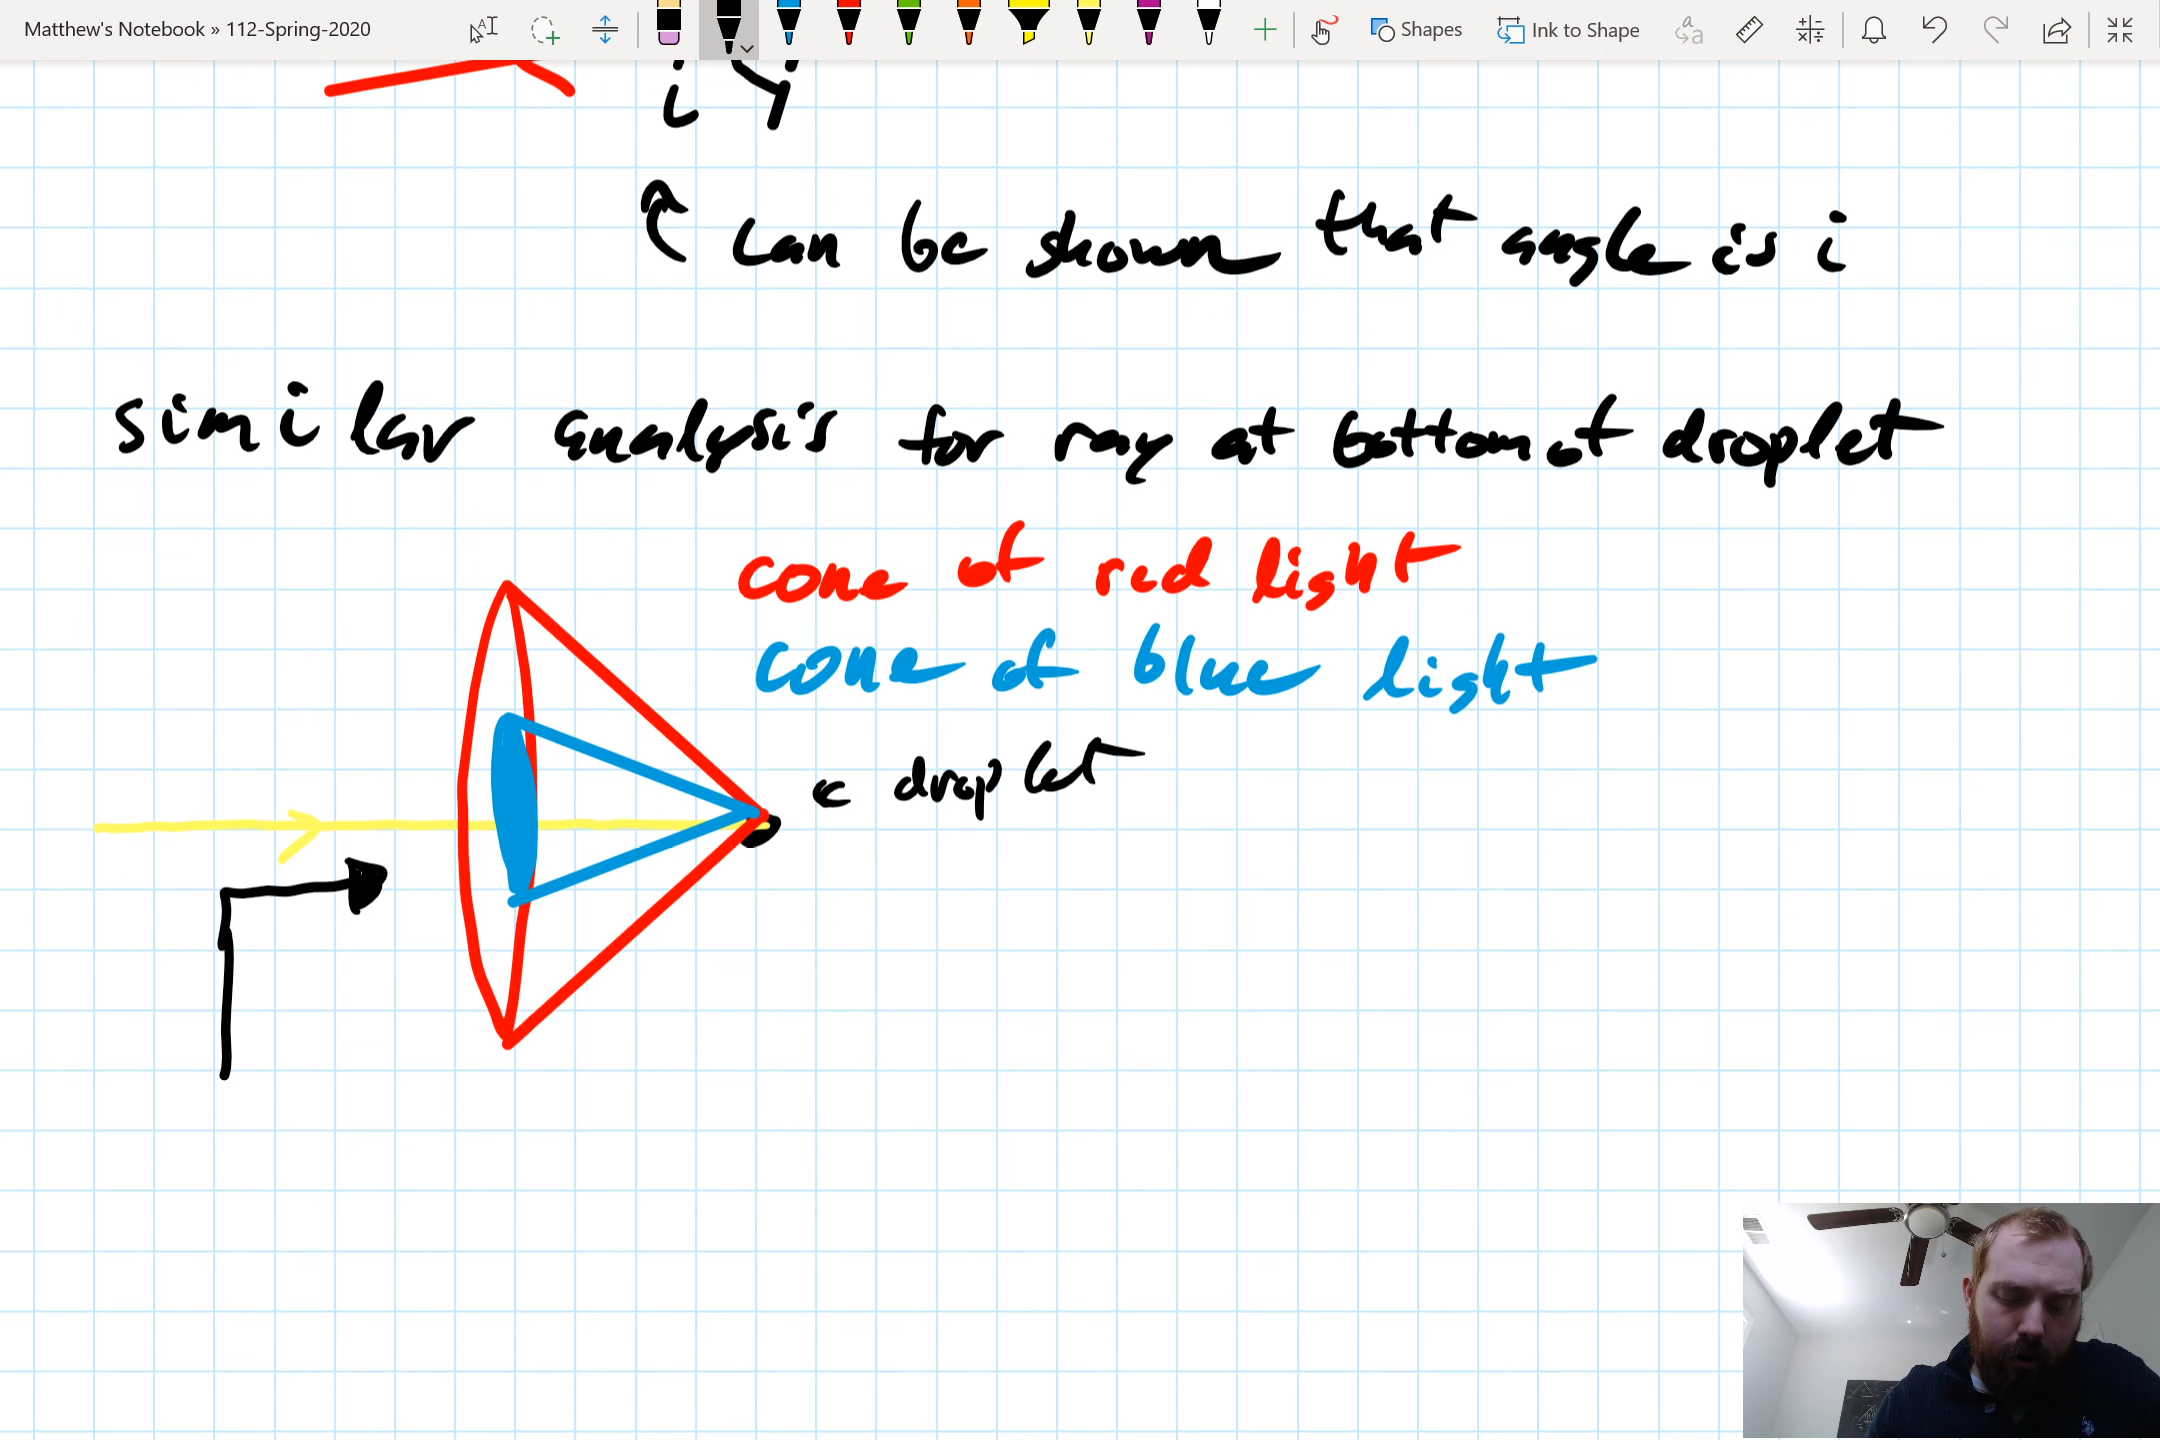 Matthew's Notebook » 112-Spring-2020
Shapes
Ink to Shape
i
can be shown that angle is i
similar analysis for ray at bottom of droplet
cone of red light
cone of blue light
droplet